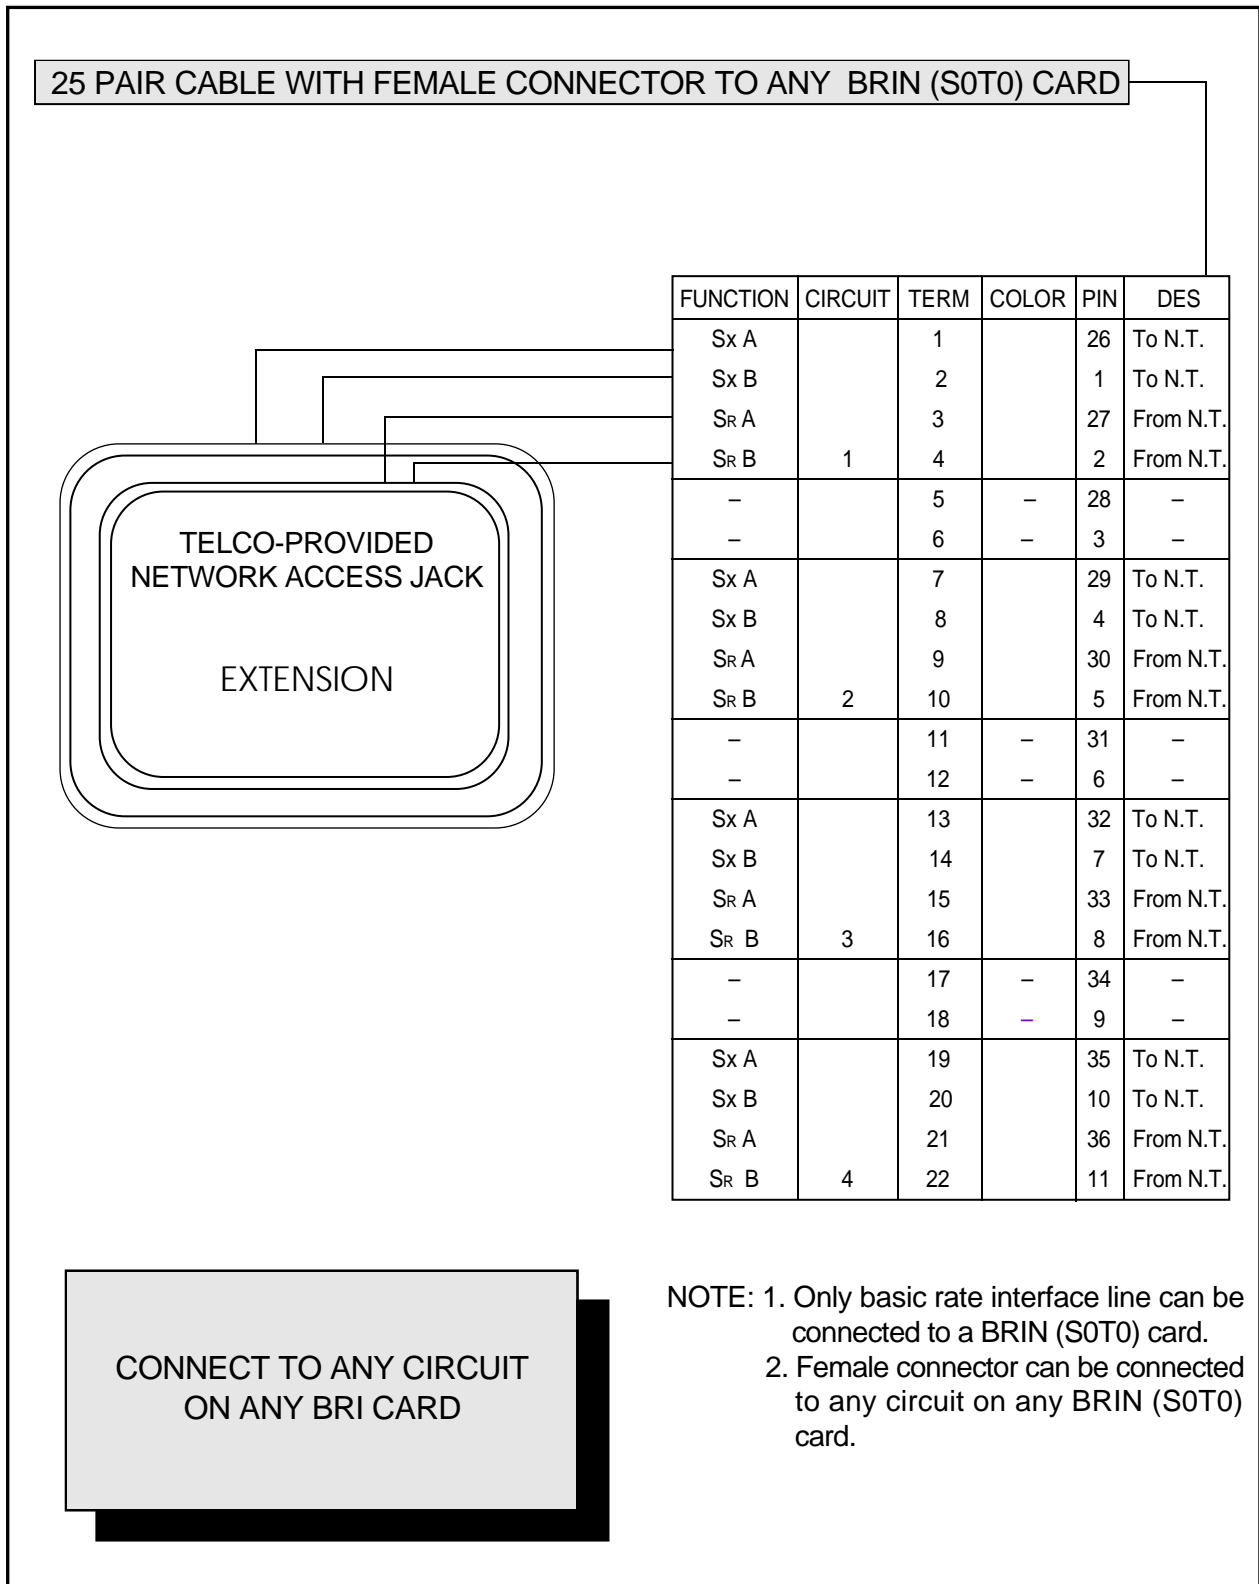 25 PAIR CABLE WITH FEMALE CONNECTOR TO ANY BRIN (S0T0) CARD
FUNCTION CIRCUIT TERM COLOR PIN DES
Sx A 1 26 To N.T.
Sx B 2 1 To N.T.
SR A 3 27 From N.T.
SR B 1 4 2 From N.T.
– 5 – 28 –
– 6 – 3 –
Sx A 7 29 To N.T.
Sx B 8 4 To N.T.
SR A 9 30 From N.T.
SR B 2 10 5 From N.T.
– 11 – 31 –
– 12 – 6 –
Sx A 13 32 To N.T.
Sx B 14 7 To N.T.
SR A 15 33 From N.T.
SR B 3 16 8 From N.T.
– 17 – 34 –
– 18 – 9 –
Sx A 19 35 To N.T.
Sx B 20 10 To N.T.
SR A 21 36 From N.T.
SR B 4 22 11 From N.T.
TELCO-PROVIDED
NETWORK ACCESS JACK
EXTENSION
CONNECT TO ANY CIRCUIT
ON ANY BRI CARD
NOTE: 1. Only basic rate interface line can be
connected to a BRIN (S0T0) card.
2. Female connector can be connected
to any circuit on any BRIN (S0T0)
card.